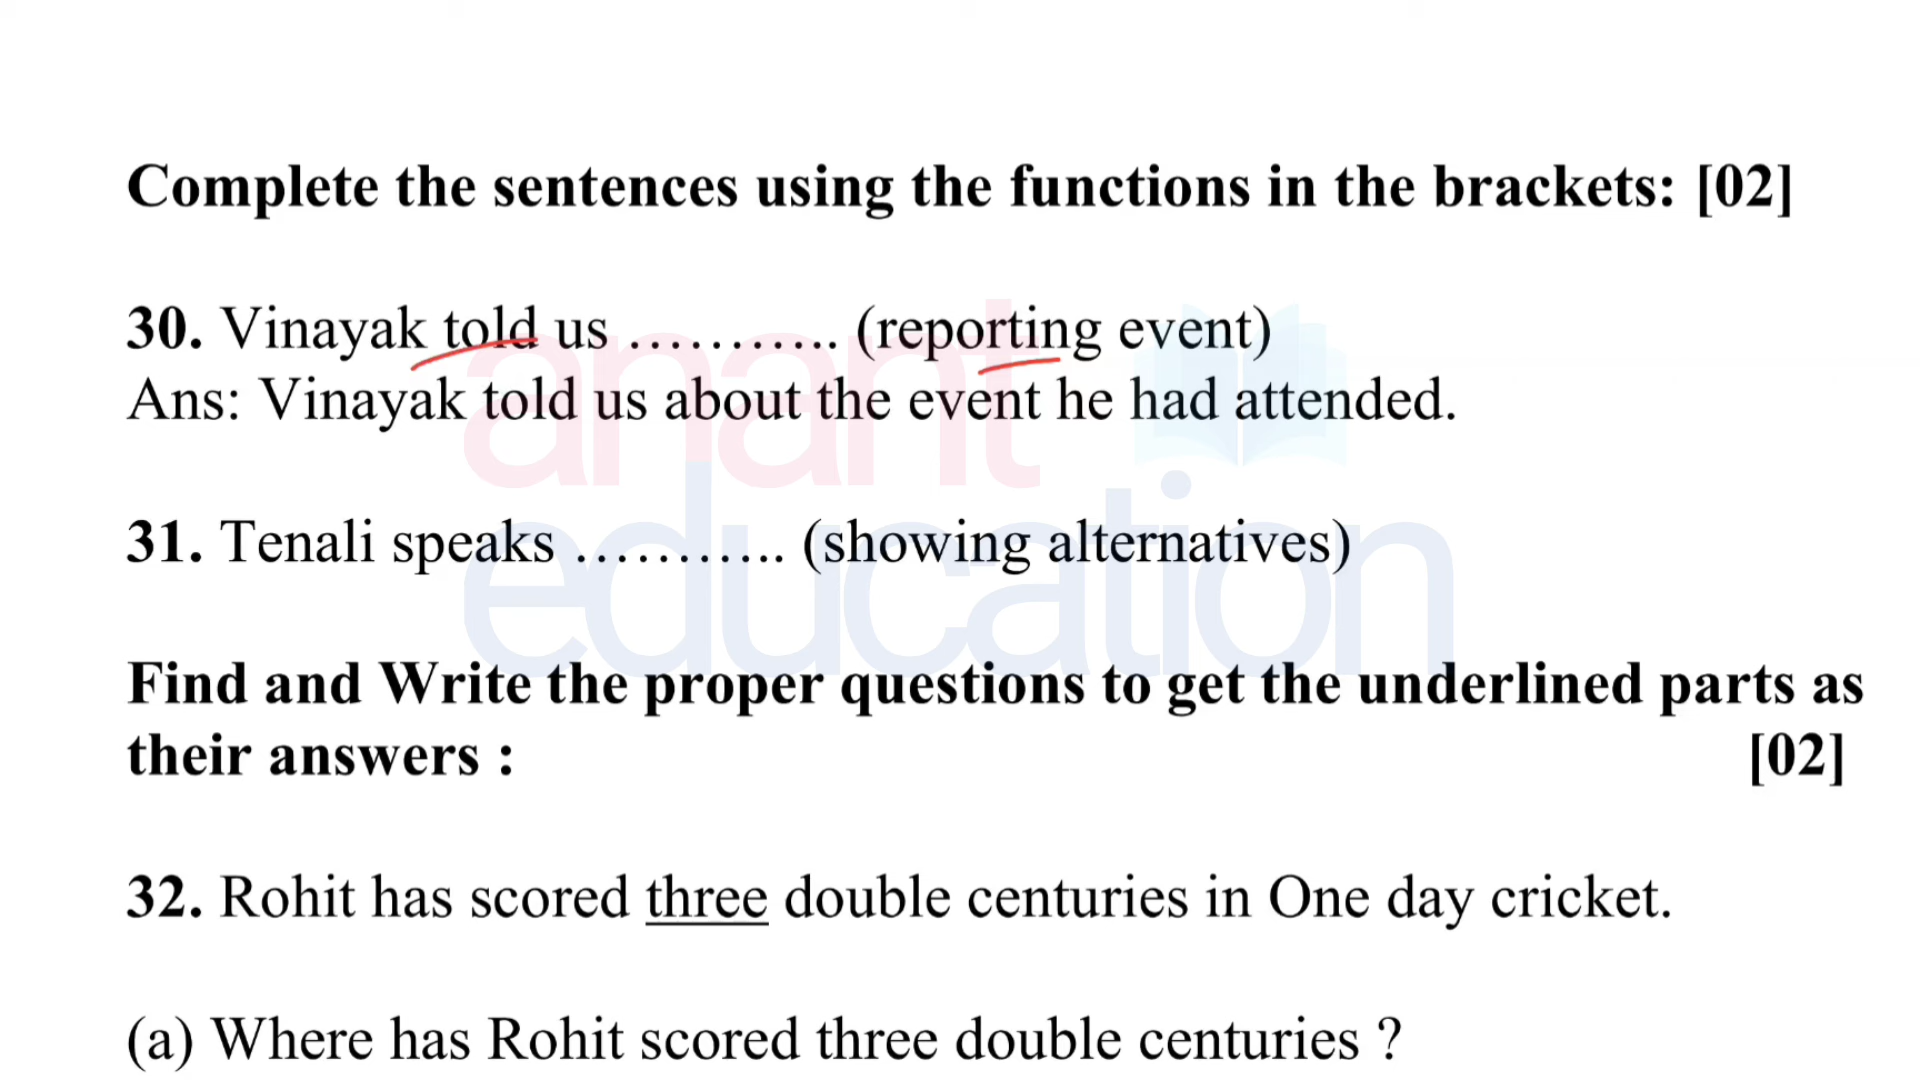 Complete the sentences using the functions in the brackets: [02]
30. Vinayak told us ……….. (reporting event)
Ans: Vinayak told us about the event he had attended.
anant
education
31. Tenali speaks ……….. (showing alternatives)
Find and Write the proper questions to get the underlined parts as
their answers : [02]
32. Rohit has scored three double centuries in One day cricket.
(a) Where has Rohit scored three double centuries ?